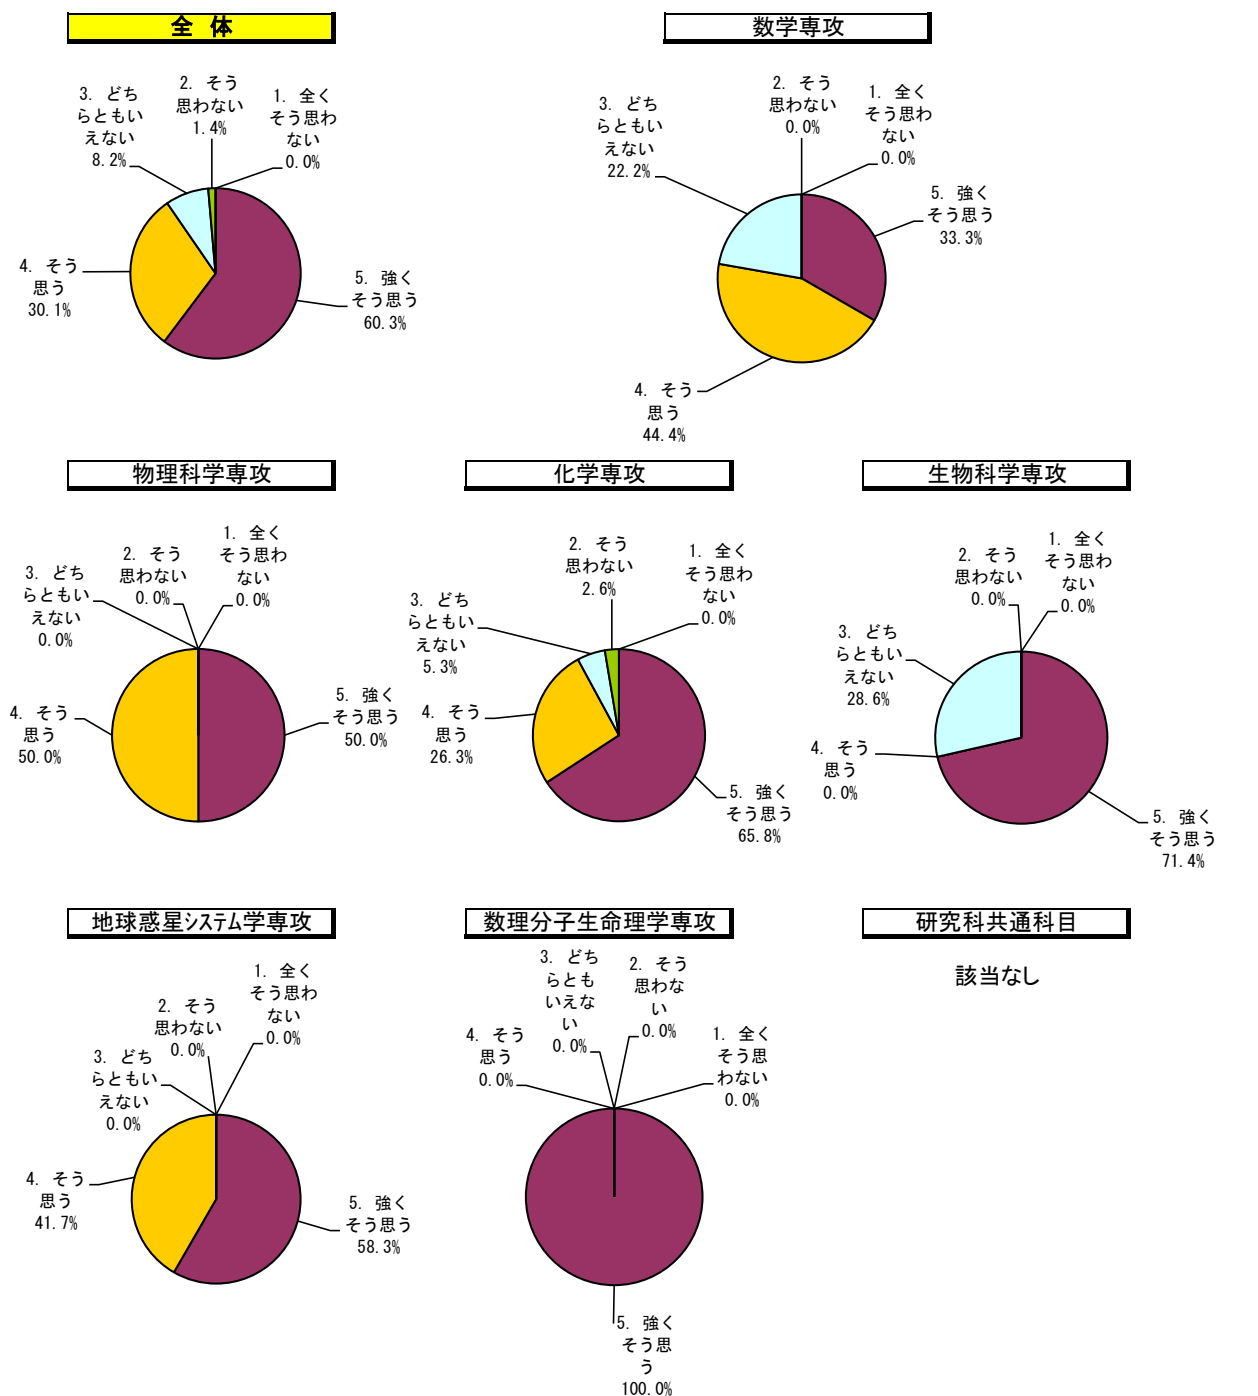 全 体
3. どち
らともい
えない
8.2%
2. そう
思わない
1.4%
1. 全く
そう思わ
ない
0.0%
4. そう
思う
30.1%
5. 強く
そう思う
60.3%
数学専攻
3. どち
らともい
えない
22.2%
2. そう
思わない
0.0%
1. 全く
そう思わ
ない
0.0%
5. 強く
そう思う
33.3%
4. そう
思う
44.4%
物理科学専攻
3. どち
らともい
えない
0.0%
2. そう
思わない
0.0%
1. 全く
そう思わ
ない
0.0%
4. そう
思う
50.0%
5. 強く
そう思う
50.0%
化学専攻
3. どち
らともい
えない
5.3%
2. そう
思わない
2.6%
1. 全く
そう思わ
ない
0.0%
4. そう
思う
26.3%
5. 強く
そう思う
65.8%
生物科学専攻
2. そう
思わない
0.0%
1. 全く
そう思わ
ない
0.0%
3. どち
らともい
えない
28.6%
4. そう
思う
0.0%
5. 強く
そう思う
71.4%
地球惑星システム学専攻
3. どち
らともい
えない
0.0%
2. そう
思わない
0.0%
1. 全く
そう思わ
ない
0.0%
4. そう
思う
41.7%
5. 強く
そう思う
58.3%
数理分子生命理学専攻
4. そう
思う
0.0%
3. どち
らとも
いえな
い
0.0%
2. そう
思わな
い
0.0%
1. 全く
そう思
わない
0.0%
5. 強く
そう思
う
100.0%
研究科共通科目
該当なし